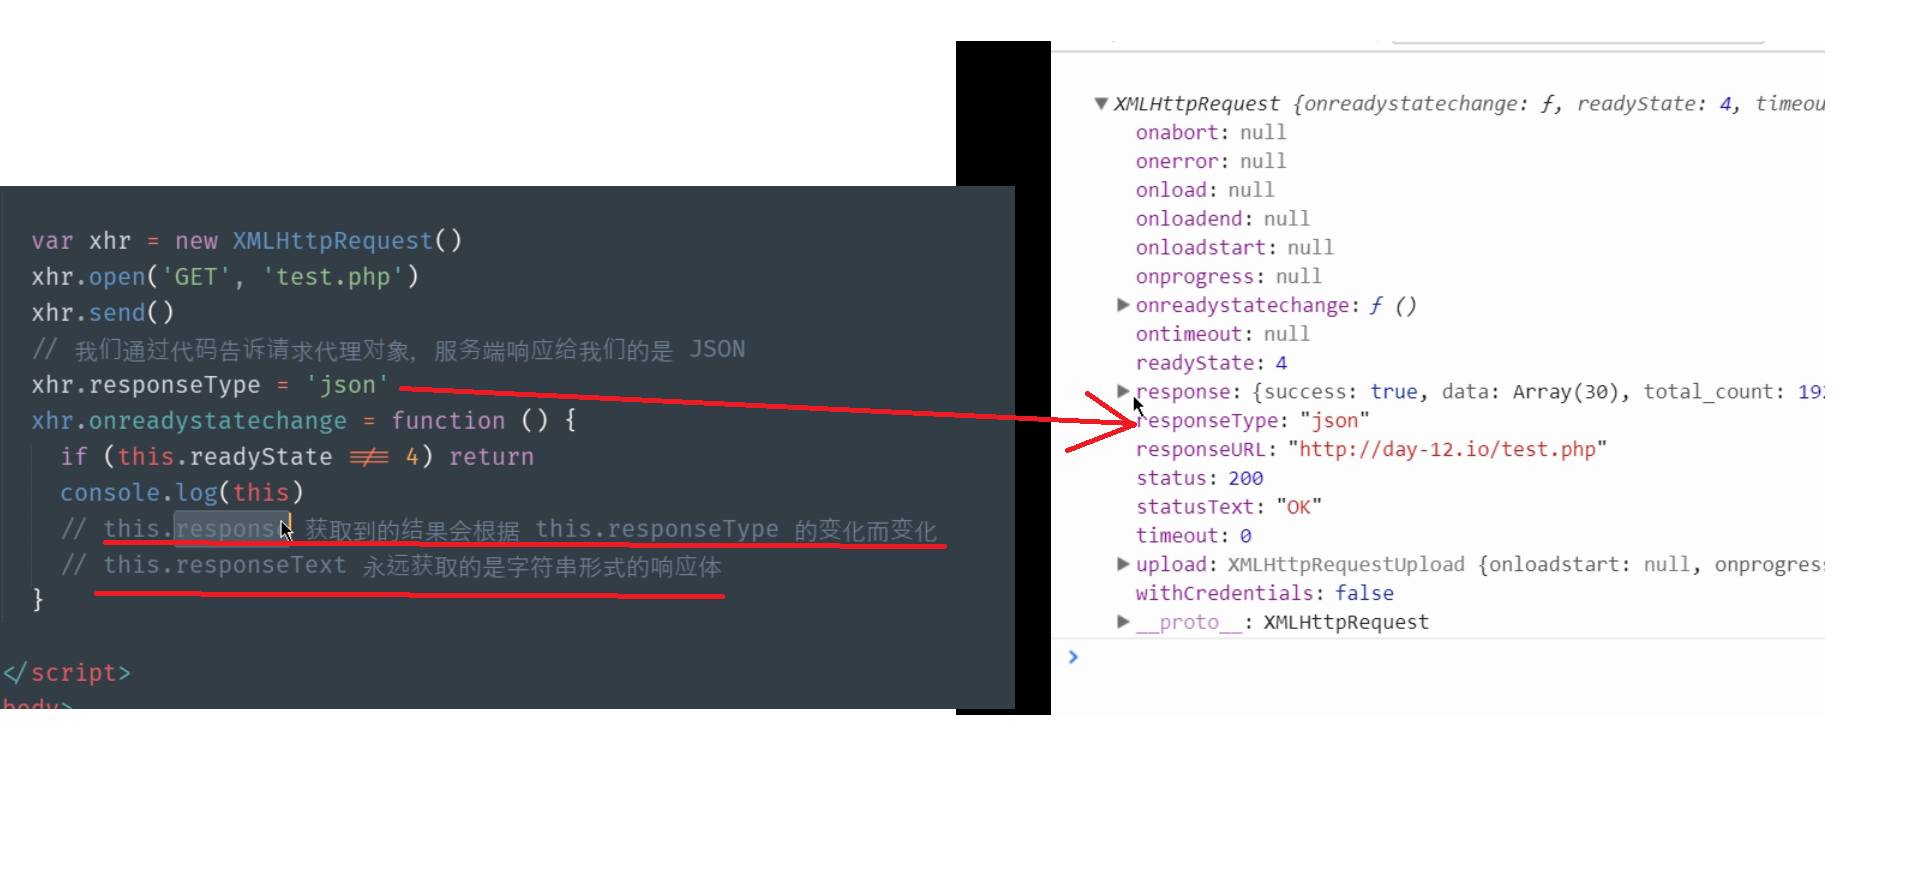 var xhr = new XMLHttpRequest()
xhr.open('GET', 'test.php')
xhr.send()
// 我们通过代码告诉请求代理对象，服务端响应给我们的是 JSON
xhr.responseType = 'json'
xhr.onreadystatechange = function () {
if (this.readyState !== 4) return
console.log(this)
// this.response 获取到的结果会根据 this.responseType 的变化而变化
// this.responseText 永远获取的是字符串形式的响应体
}
</script>
body>
▼XMLHttpRequest {onreadystatechange: ƒ, readyState: 4, timeou
onabort: null
onerror: null
onload: null
onloadend: null
onloadstart: null
onprogress: null
▶onreadystatechange: ƒ ()
ontimeout: null
readyState: 4
▶response: {success: true, data: Array(30), total_count: 19
responseType: "json"
responseURL: "http://day-12.io/test.php"
status: 200
statusText: "OK"
timeout: 0
▶upload: XMLHttpRequestUpload {onloadstart: null, onprogres
withCredentials: false
▶__proto__: XMLHttpRequest
>